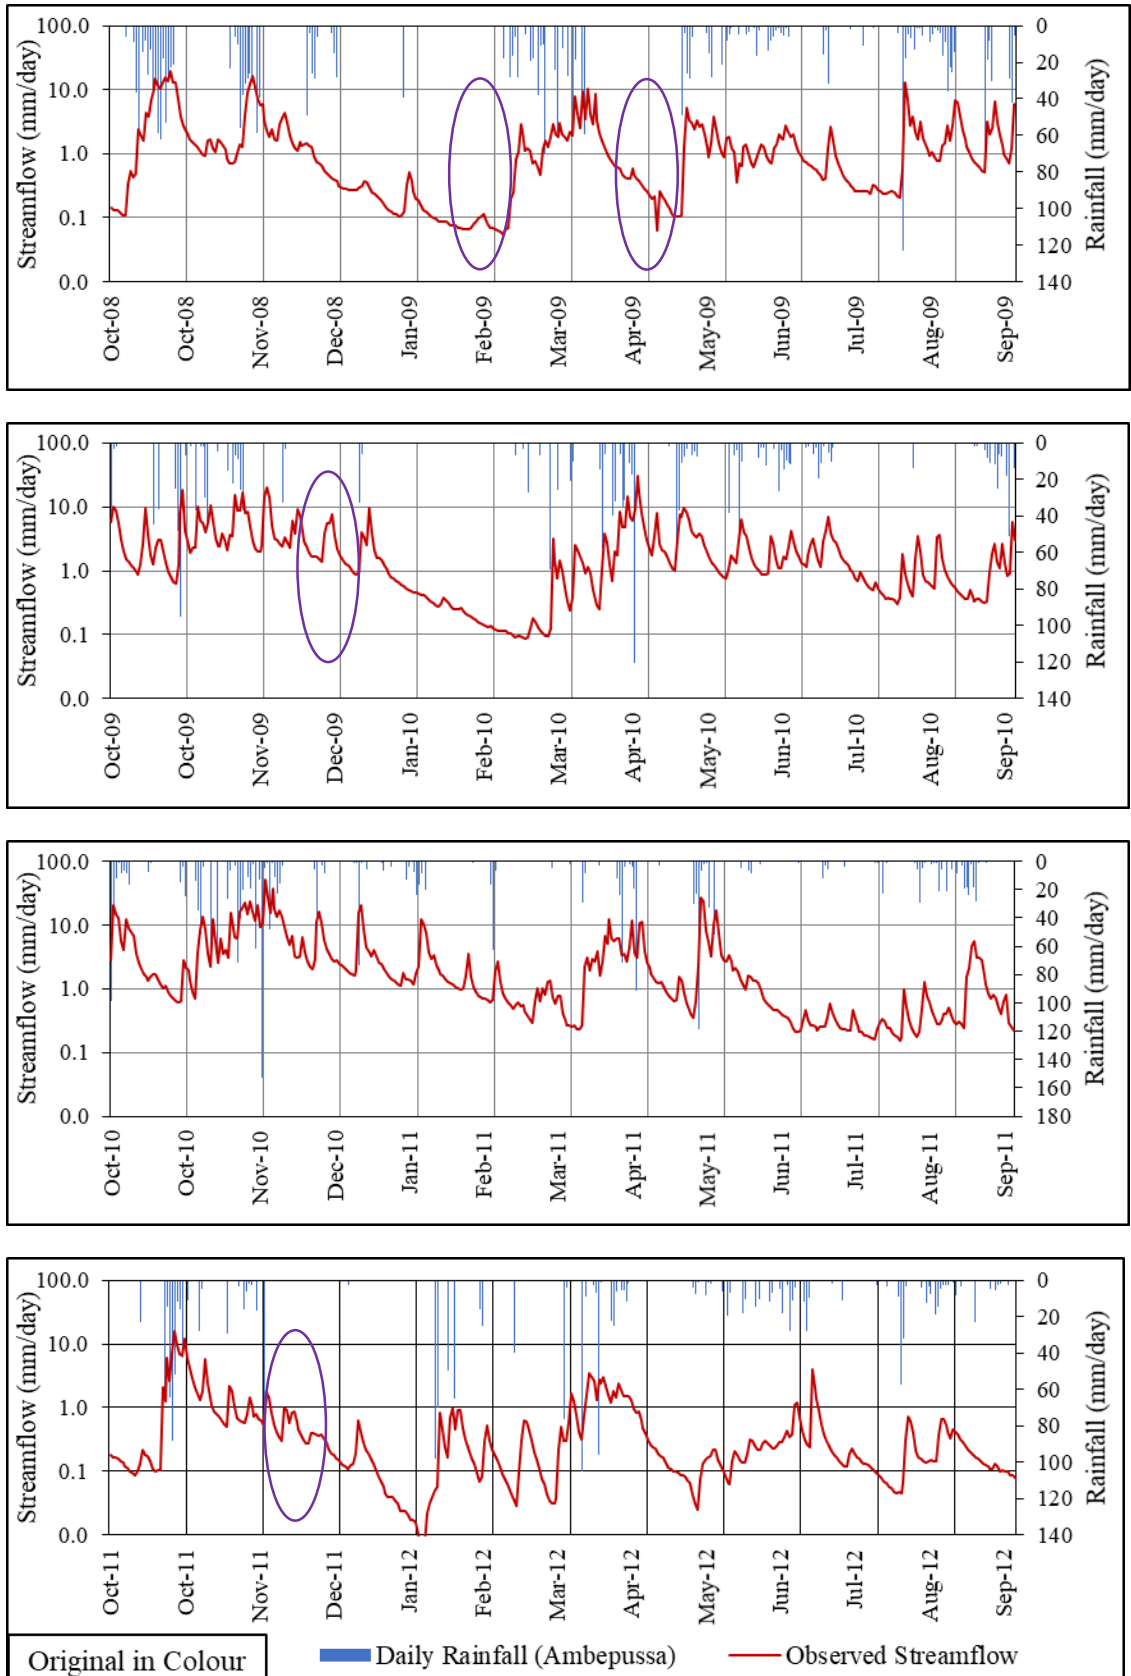 100.0
10.0
1.0
0.1
0.0
Streamflow (mm/day)
0
20
40
60
80
100
120
140
Rainfall (mm/day)
Oct-08
Oct-08
Nov-08
Dec-08
Jan-09
Feb-09
Mar-09
Apr-09
May-09
Jun-09
Jul-09
Aug-09
Sep-09
100.0
10.0
1.0
0.1
0.0
Streamflow (mm/day)
0
20
40
60
80
100
120
140
Rainfall (mm/day)
Oct-09
Oct-09
Nov-09
Dec-09
Jan-10
Feb-10
Mar-10
Apr-10
May-10
Jun-10
Jul-10
Aug-10
Sep-10
100.0
10.0
1.0
0.1
0.0
Streamflow (mm/day)
0
20
40
60
80
100
120
140
160
180
Rainfall (mm/day)
Oct-10
Oct-10
Nov-10
Dec-10
Jan-11
Feb-11
Mar-11
Apr-11
May-11
Jun-11
Jul-11
Aug-11
Sep-11
100.0
10.0
1.0
0.1
0.0
Streamflow (mm/day)
0
20
40
60
80
100
120
140
Rainfall (mm/day)
Oct-11
Oct-11
Nov-11
Dec-11
Jan-12
Feb-12
Mar-12
Apr-12
May-12
Jun-12
Jul-12
Aug-12
Sep-12
Original in Colour
Daily Rainfall (Ambepussa)
Observed Streamflow